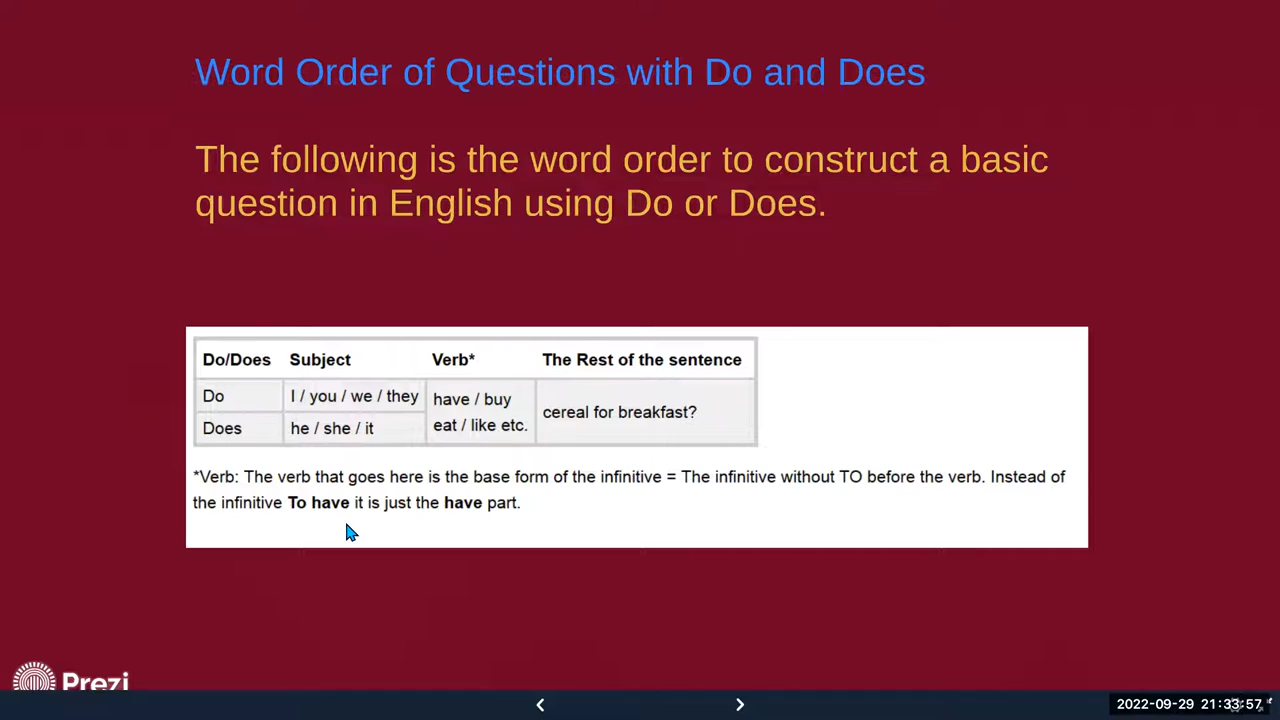 Word Order of Questions with Do and Does
The following is the word order to construct a basic
question in English using Do or Does.
Do/Does Subject Verb* The Rest of the sentence
Do I / you / we / they have / buy
cereal for breakfast?
Does he / she / it eat / like etc.
*Verb: The verb that goes here is the base form of the infinitive = The infinitive without TO before the verb. Instead of
the infinitive To have it is just the have part.
Prezi
2022-09-29 21:33:57